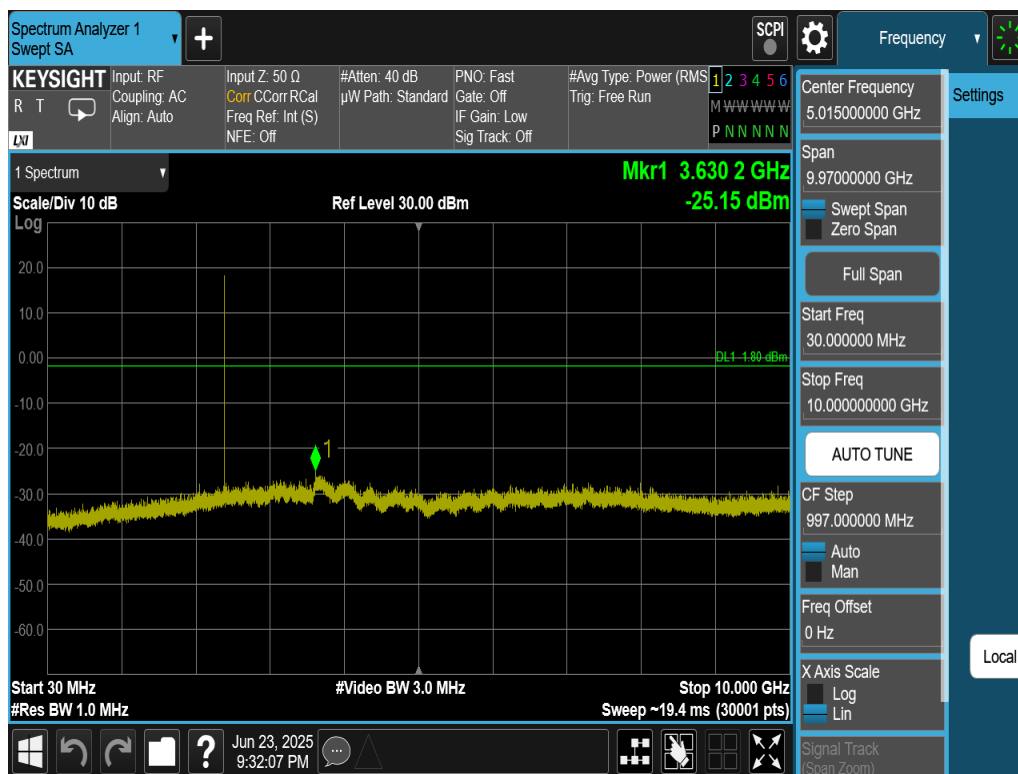 Spectrum Analyzer 1
Swept SA
+
SCPI
Frequency
KEYSIGHT
R T
LXI
Input: RF
Coupling: AC
Align: Auto
Input Z: 50 Ω
Corr CCorr RCal
Freq Ref: Int (S)
NFE: Off
#Atten: 40 dB
µW Path: Standard
PNO: Fast
Gate: Off
IF Gain: Low
Sig Track: Off
#Avg Type: Power (RMS
Trig: Free Run
1 2 3 4 5 6
M W W W W W
P N N N N N
1 Spectrum
Mkr1 3.630 2 GHz
Scale/Div 10 dB
Ref Level 30.00 dBm
-25.15 dBm
Log
20.0
10.0
0.00
DL1 1.80 dBm
-10.0
1
-20.0
-30.0
-40.0
-50.0
-60.0
Start 30 MHz
#Video BW 3.0 MHz
Stop 10.000 GHz
#Res BW 1.0 MHz
Sweep ~19.4 ms (30001 pts)
?
Jun 23, 2025
9:32:07 PM
Center Frequency
5.015000000 GHz
Settings
Span
9.97000000 GHz
Swept Span
Zero Span
Full Span
Start Freq
30.000000 MHz
Stop Freq
10.000000000 GHz
AUTO TUNE
CF Step
997.000000 MHz
Auto
Man
Freq Offset
0 Hz
Local
X Axis Scale
Log
Lin
Signal Track
(Span Zoom)